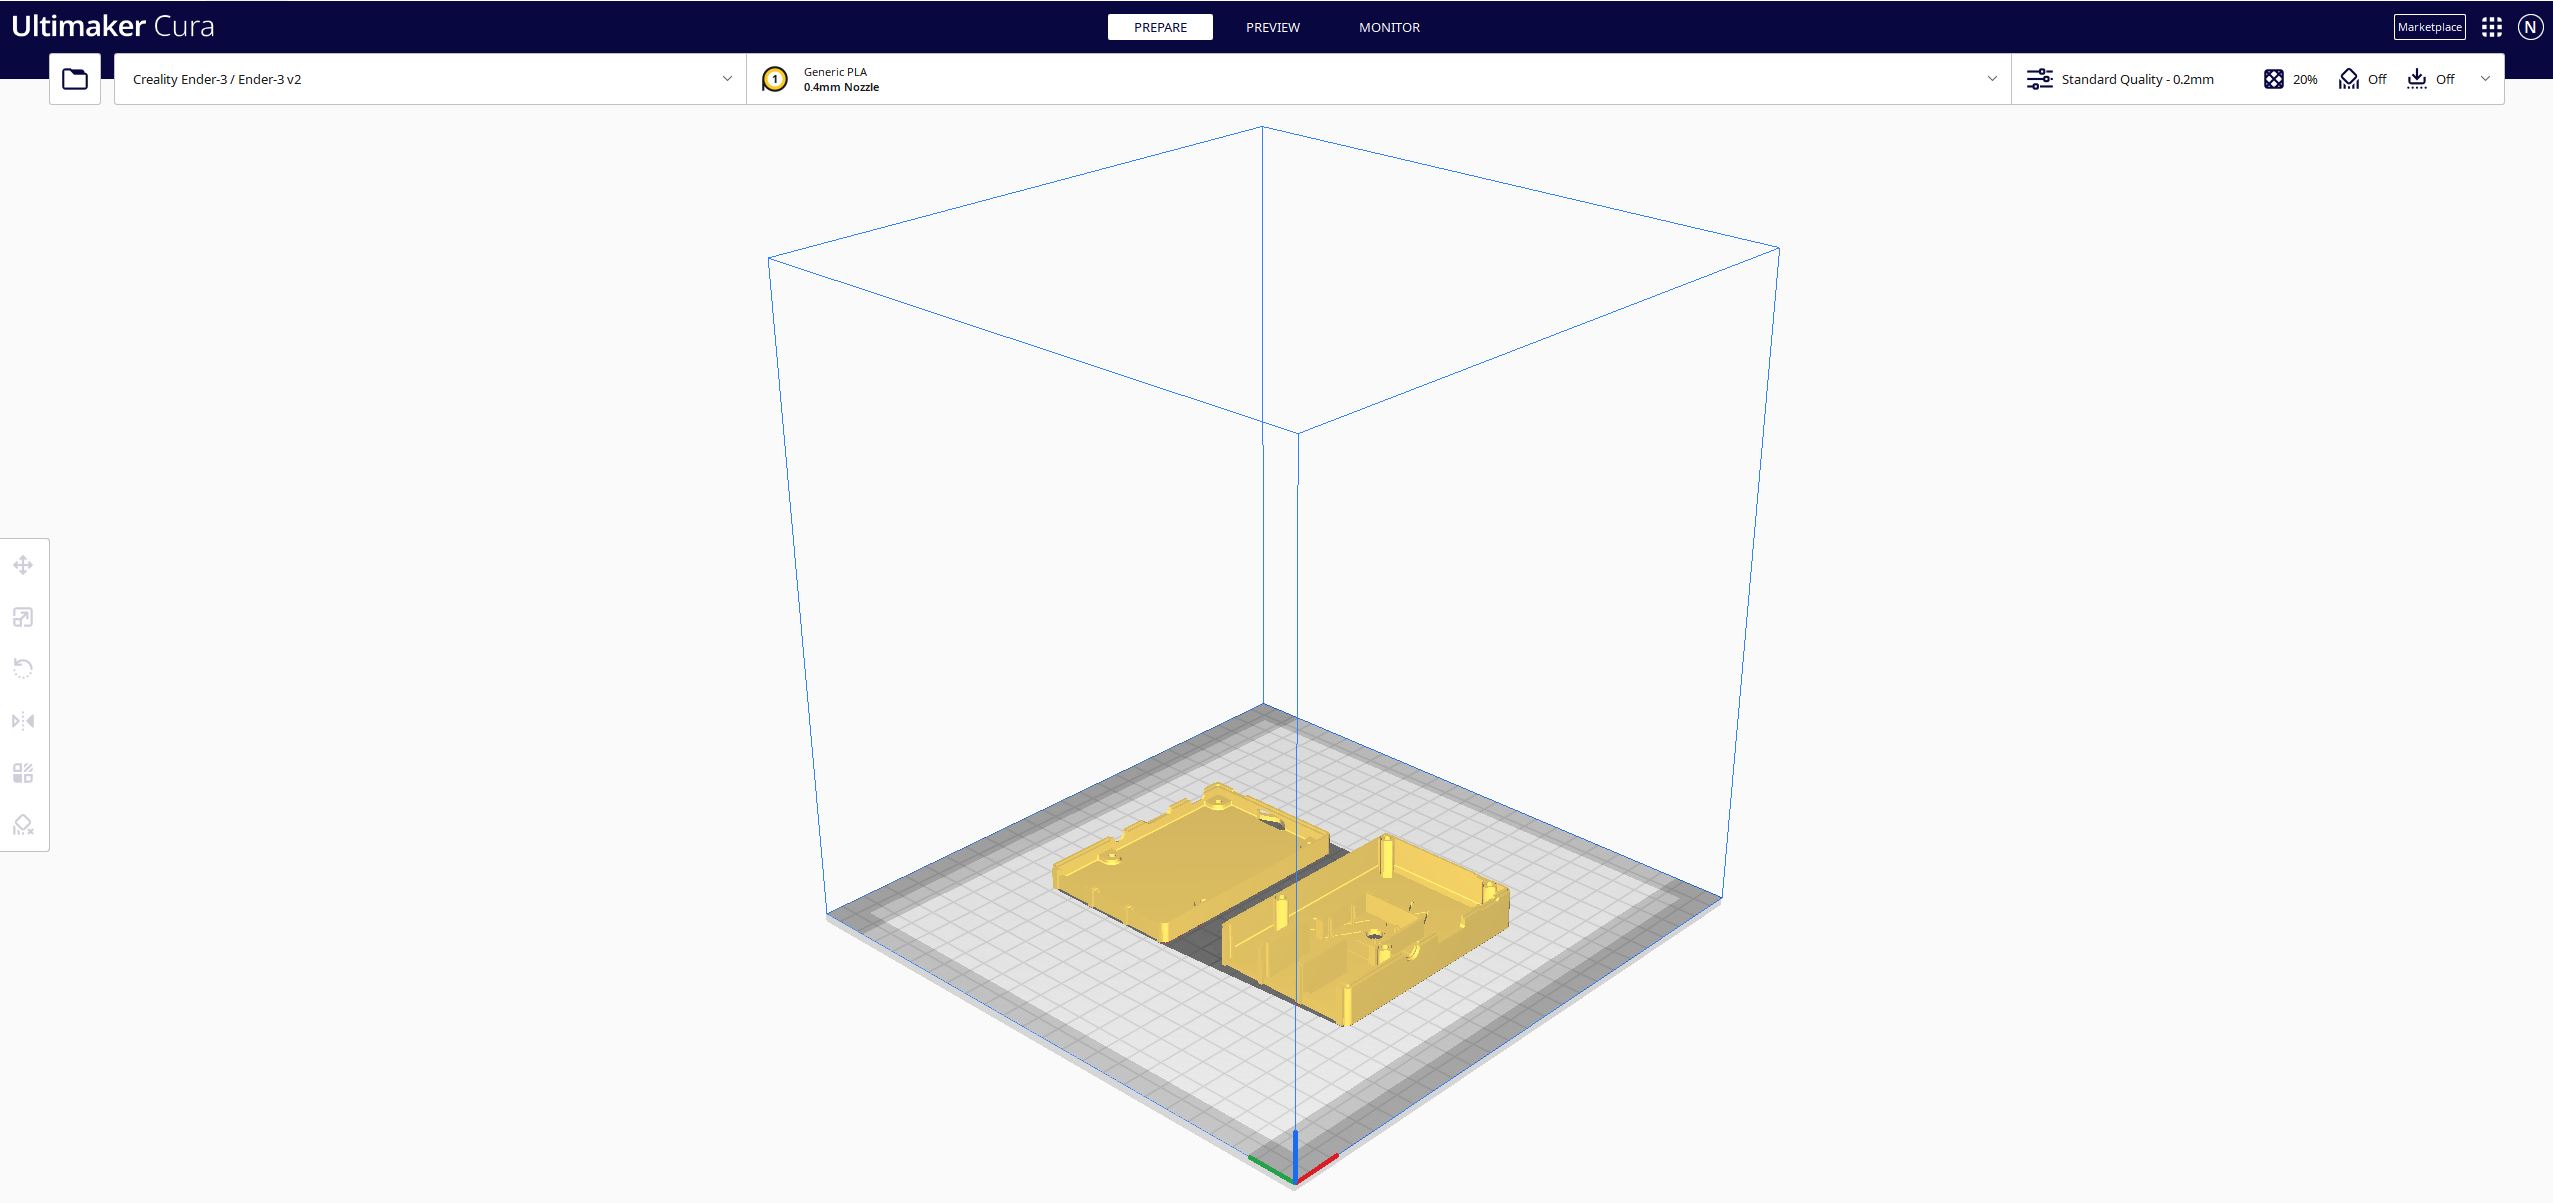 Ultimaker Cura
PREPARE PREVIEW MONITOR
Marketplace N
Creality Ender-3 / Ender-3 v2
1 Generic PLA
0.4mm Nozzle
Standard Quality - 0.2mm 20% Off Off